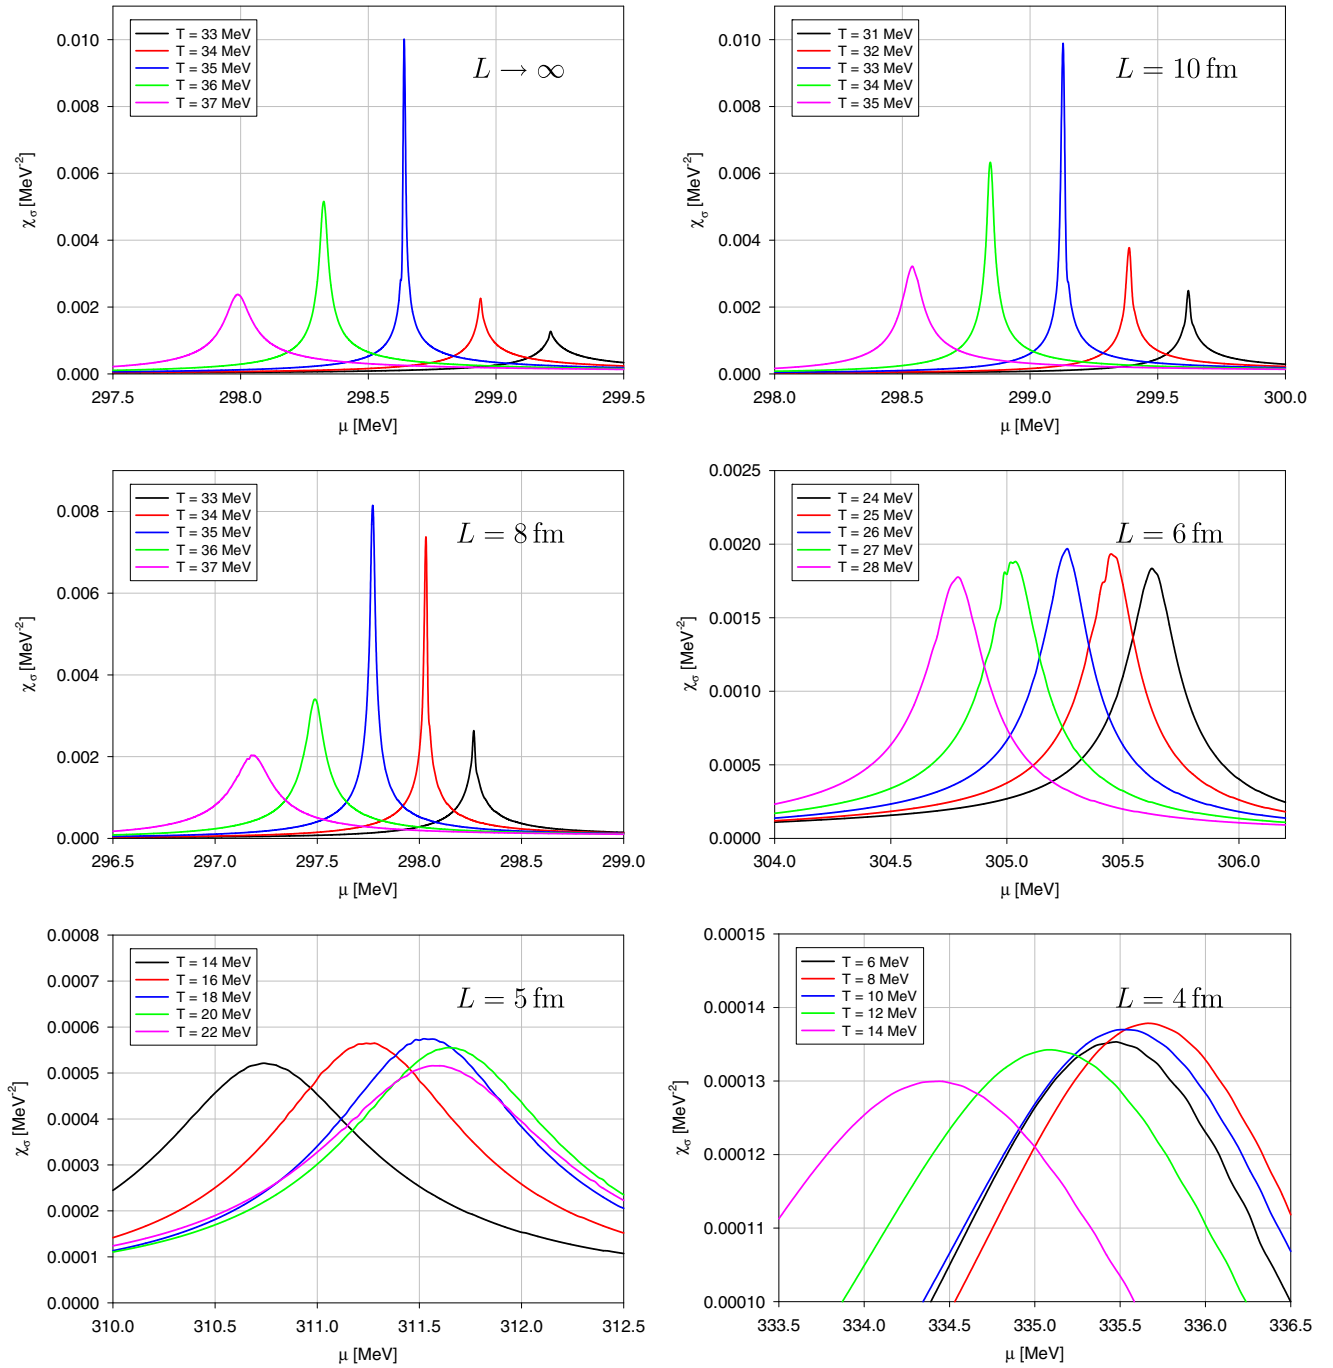 T = 33 MeV
T = 34 MeV
T = 35 MeV
T = 36 MeV
T = 37 MeV
L → ∞
0.010
0.008
0.006
0.004
0.002
0.000
χσ [MeV⁻²]
297.5 298.0 298.5 299.0 299.5
μ [MeV]
T = 31 MeV
T = 32 MeV
T = 33 MeV
T = 34 MeV
T = 35 MeV
L = 10 fm
0.010
0.008
0.006
0.004
0.002
0.000
χσ [MeV⁻²]
298.0 298.5 299.0 299.5 300.0
μ [MeV]
T = 33 MeV
T = 34 MeV
T = 35 MeV
T = 36 MeV
T = 37 MeV
L = 8 fm
0.008
0.006
0.004
0.002
0.000
χσ [MeV⁻²]
296.5 297.0 297.5 298.0 298.5 299.0
μ [MeV]
T = 24 MeV
T = 25 MeV
T = 26 MeV
T = 27 MeV
T = 28 MeV
L = 6 fm
0.0025
0.0020
0.0015
0.0010
0.0005
0.0000
χσ [MeV⁻²]
304.0 304.5 305.0 305.5 306.0
μ [MeV]
T = 14 MeV
T = 16 MeV
T = 18 MeV
T = 20 MeV
T = 22 MeV
L = 5 fm
0.0008
0.0007
0.0006
0.0005
0.0004
0.0003
0.0002
0.0001
0.0000
χσ [MeV⁻²]
310.0 310.5 311.0 311.5 312.0 312.5
μ [MeV]
T = 6 MeV
T = 8 MeV
T = 10 MeV
T = 12 MeV
T = 14 MeV
L = 4 fm
0.00015
0.00014
0.00013
0.00012
0.00011
0.00010
χσ [MeV⁻²]
333.5 334.0 334.5 335.0 335.5 336.0 336.5
μ [MeV]